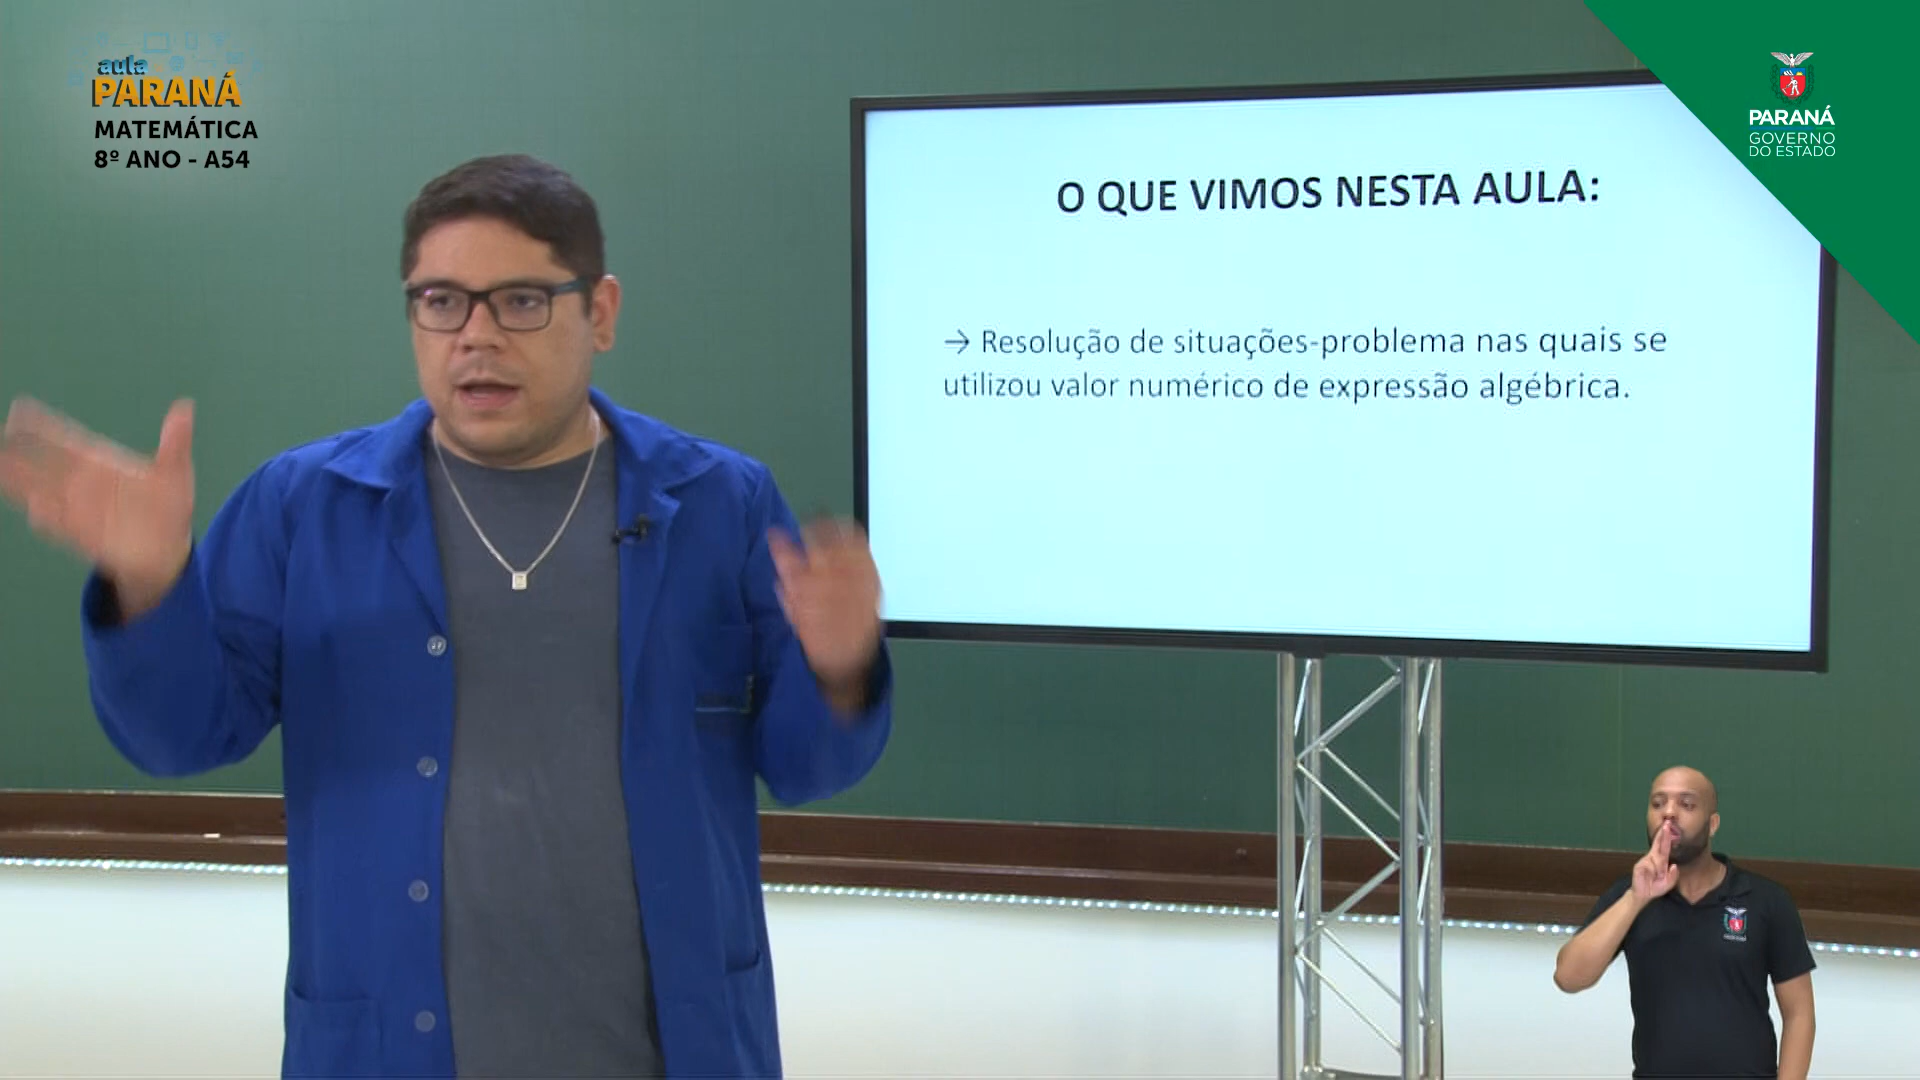 aula
PARANÁ
MATEMÁTICA
8º ANO - A54
PARANÁ
GOVERNO
DO ESTADO
O QUE VIMOS NESTA AULA:
→ Resolução de situações-problema nas quais se
utilizou valor numérico de expressão algébrica.